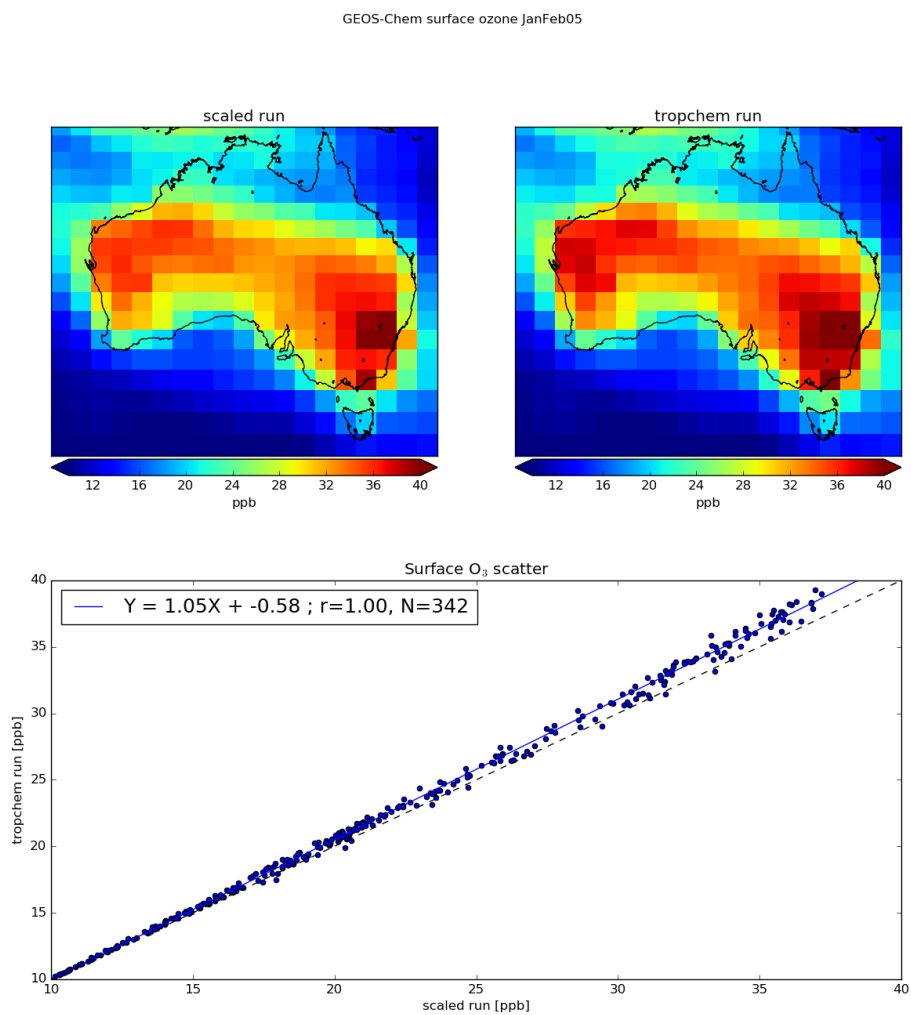 GEOS-Chem surface ozone JanFeb05
scaled run
tropchem run
12 16 20 24 28 32 36 40
ppb
12 16 20 24 28 32 36 40
ppb
Surface O₃ scatter
Y = 1.05X + -0.58 ; r=1.00, N=342
40
35
30
25
20
15
10
tropchem run [ppb]
10 15 20 25 30 35 40
scaled run [ppb]